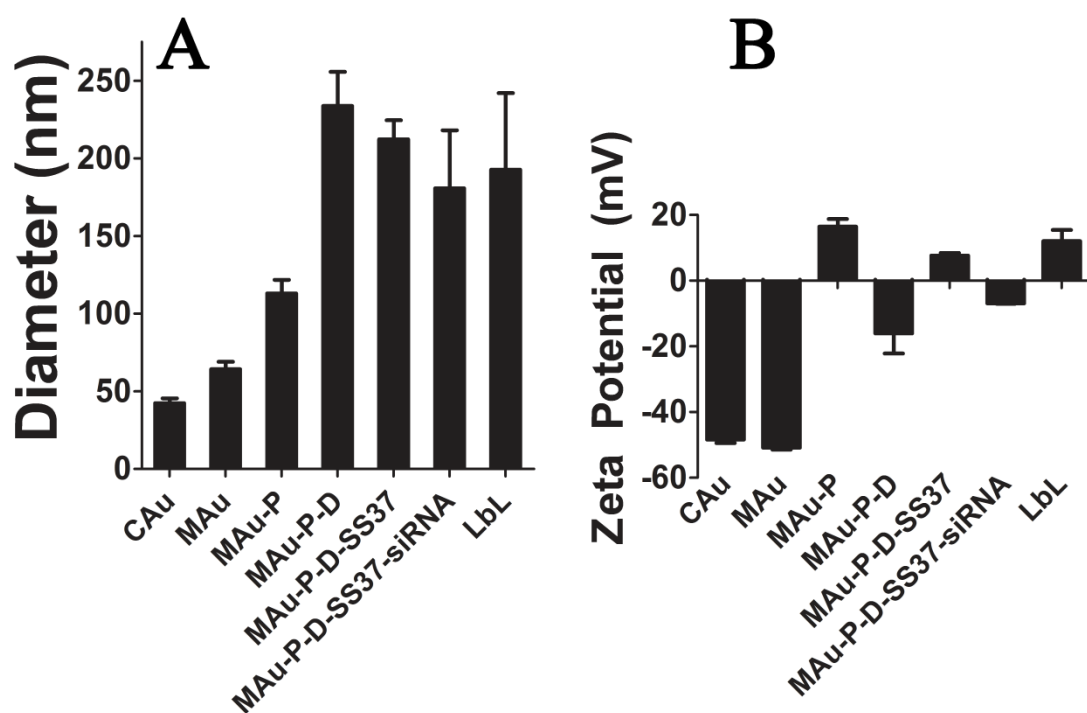 A
Diameter (nm)
250
200
150
100
50
0
CAu
MAu
MAu-P
MAu-P-D
MAu-P-D-SS37
MAu-P-D-SS37-siRNA
LbL
B
Zeta Potential (mV)
20
0
-20
-40
-60
CAu
MAu
MAu-P
MAu-P-D
MAu-P-D-SS37
MAu-P-D-SS37-siRNA
LbL